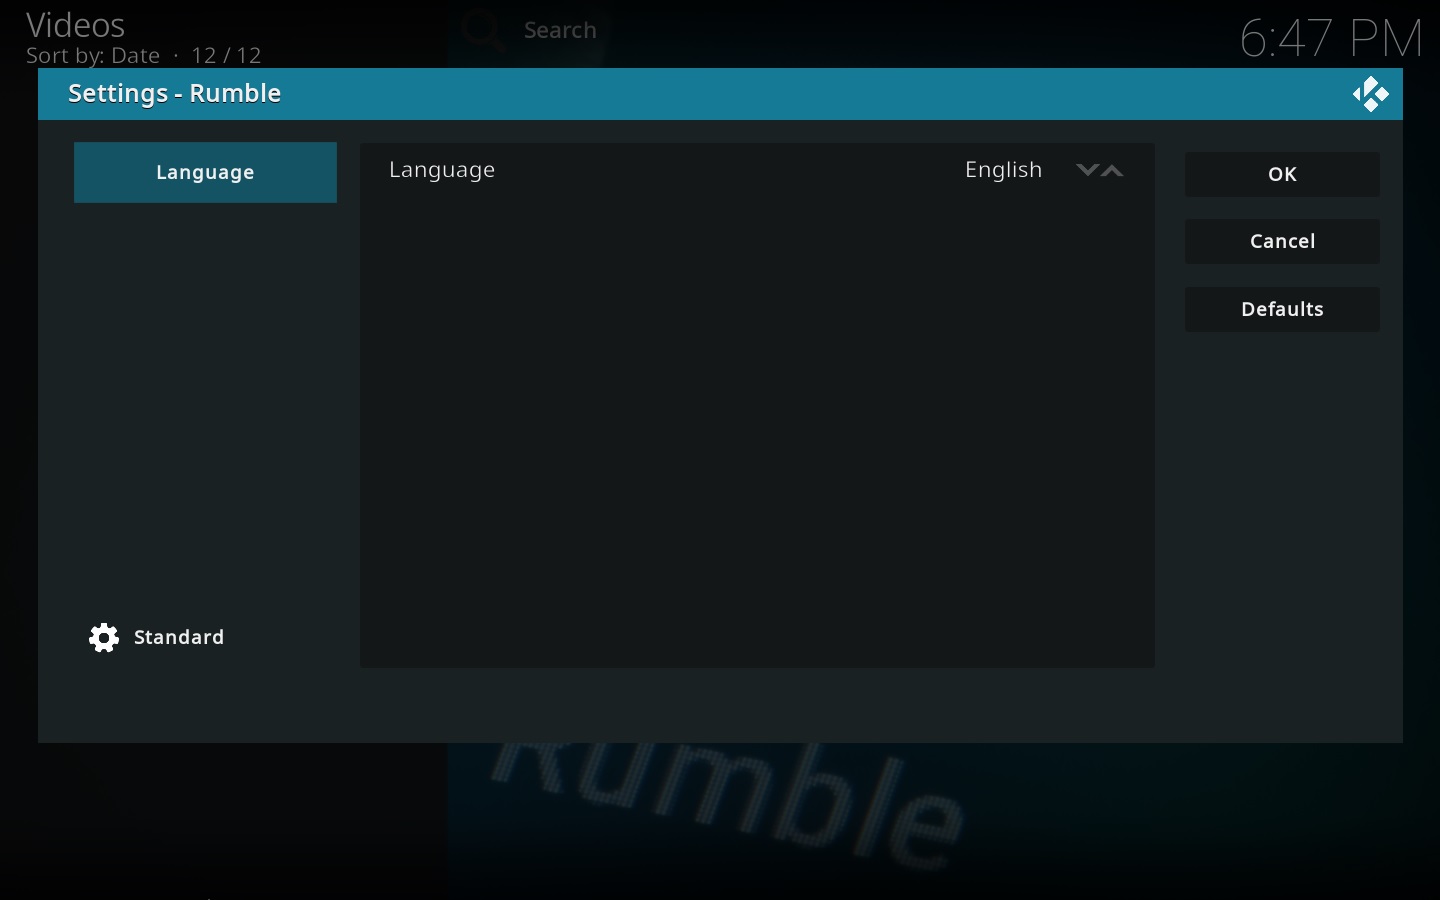 Videos
Sort by: Date · 12 / 12
Search
6:47 PM
Settings - Rumble
Language
Language English
OK
Cancel
Defaults
Standard
Rumble